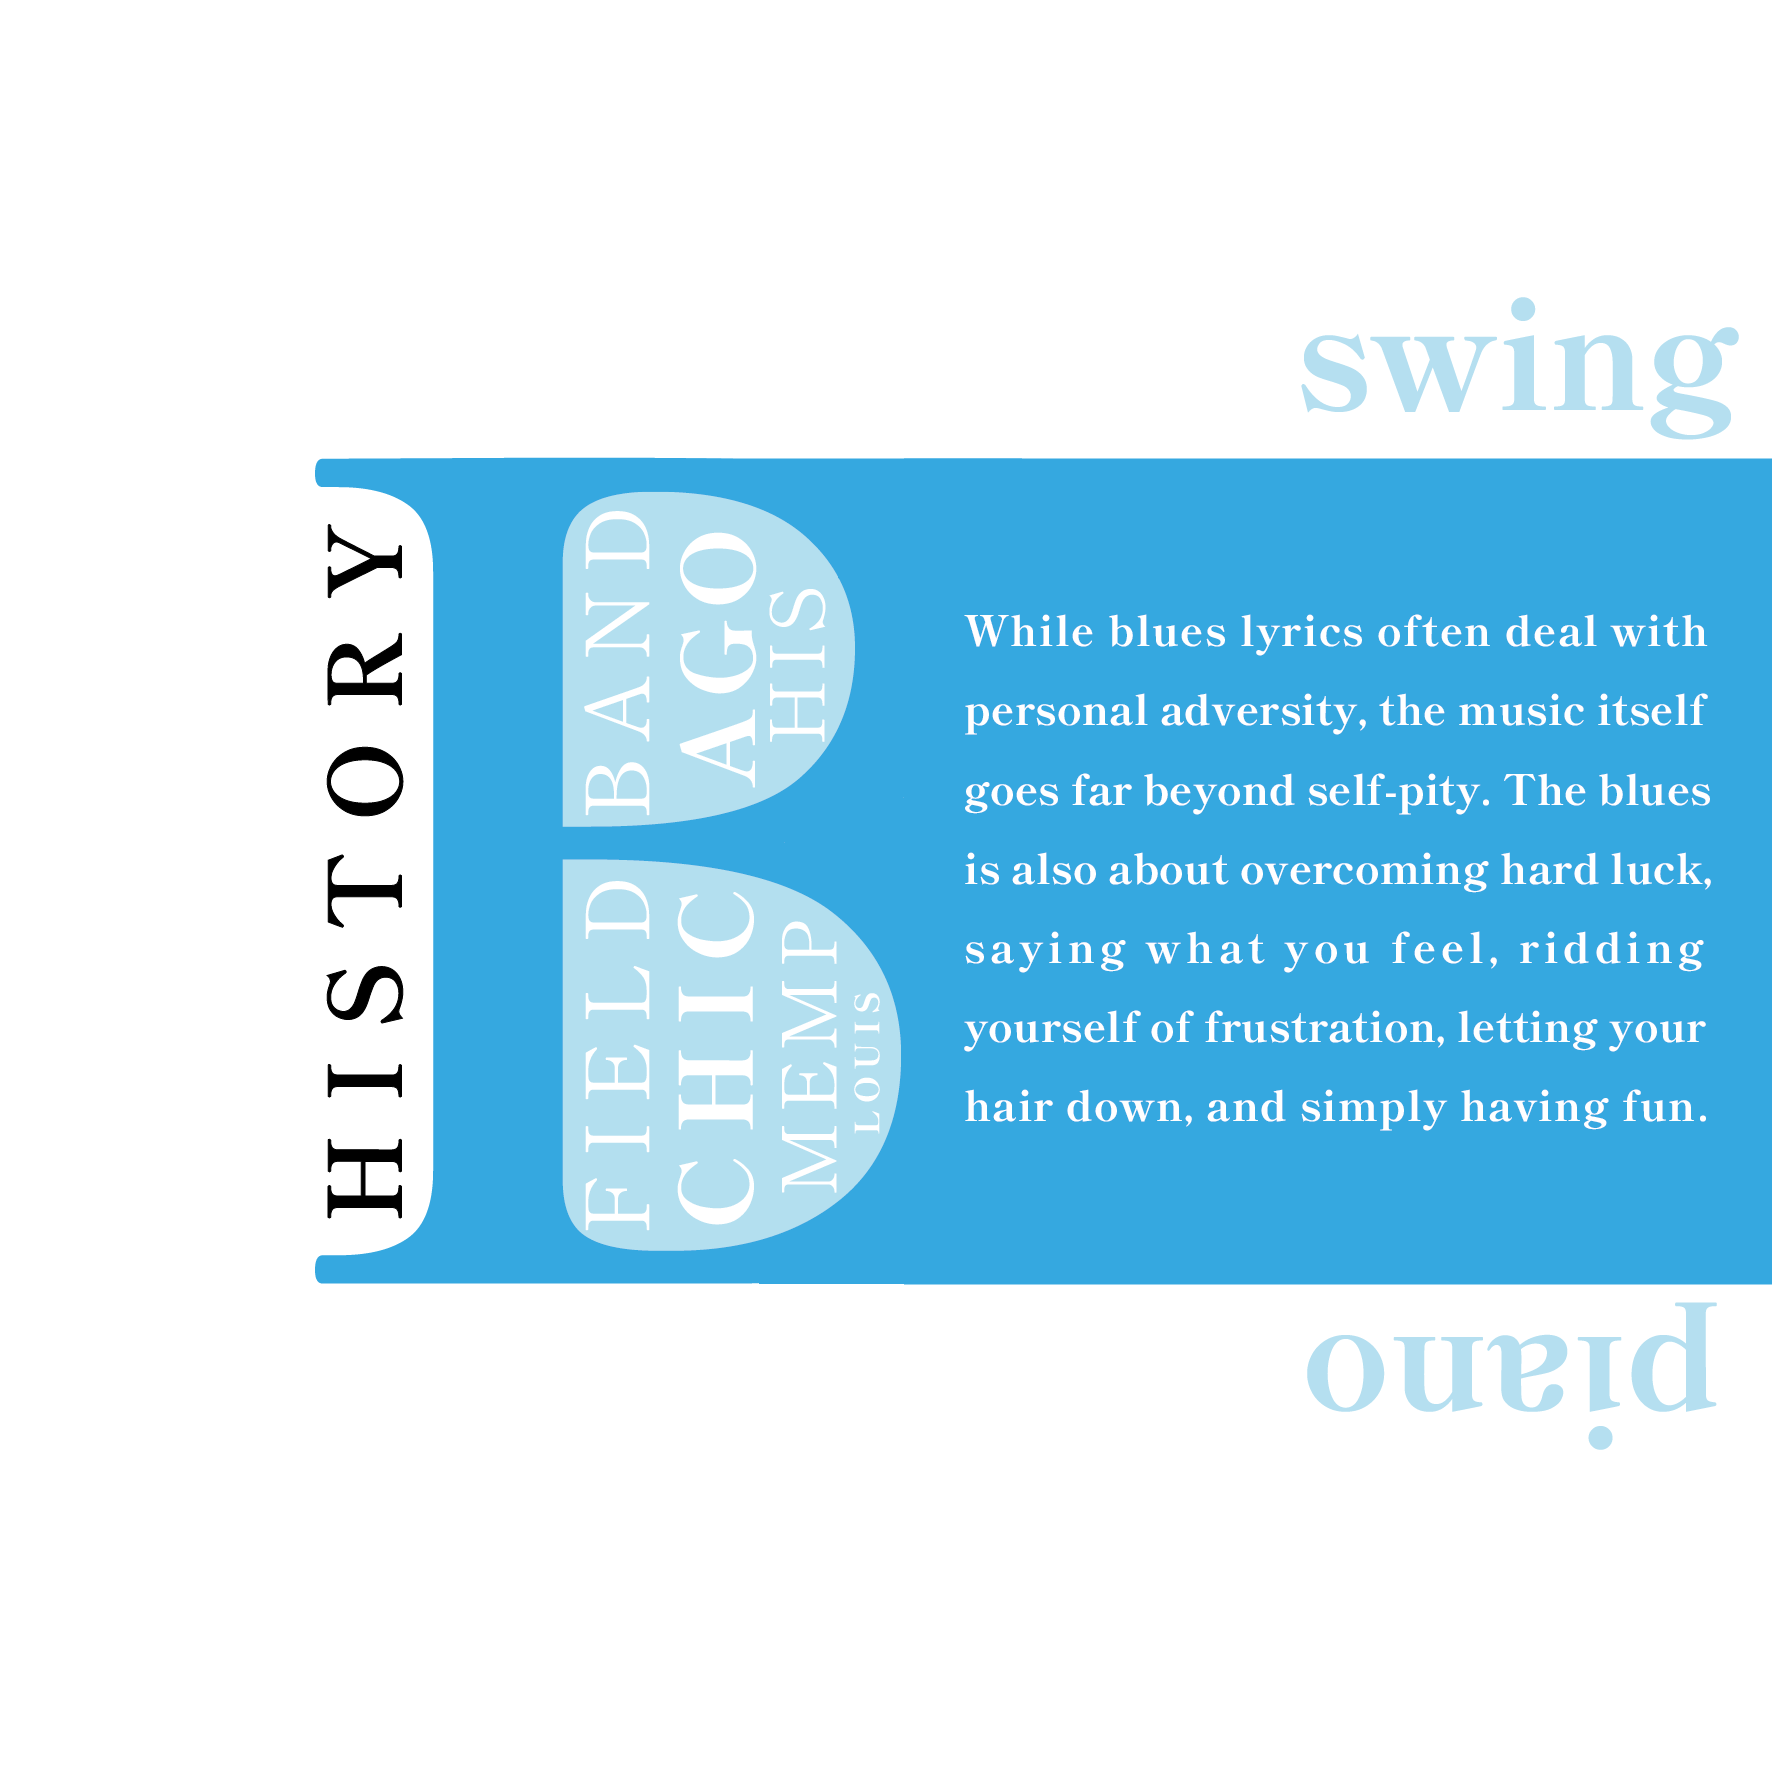 swing
HISTORY
FIELD BAND
CHIC AGO
MEMP HIS
LOUIS
While blues lyrics often deal with
personal adversity, the music itself
goes far beyond self-pity. The blues
is also about overcoming hard luck,
saying what you feel, ridding
yourself of frustration, letting your
hair down, and simply having fun.
piano